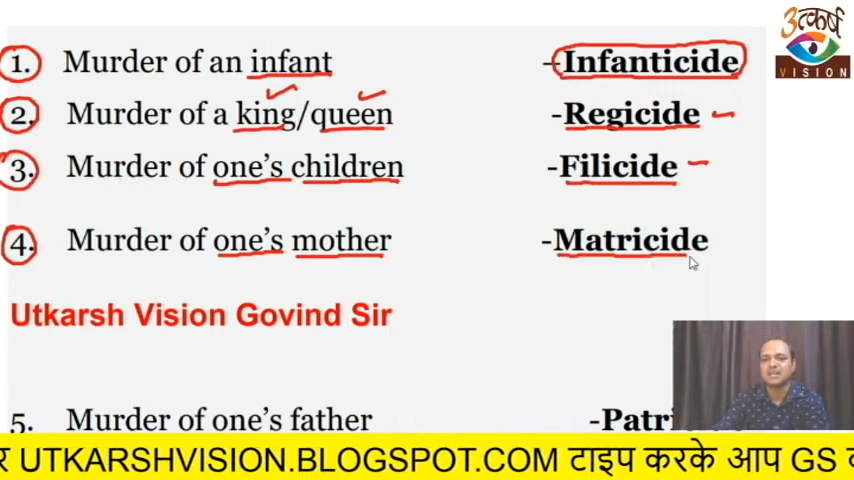 उत्कर्ष
VISION
1. Murder of an infant -Infanticide
2. Murder of a king/queen -Regicide
3. Murder of one's children -Filicide
4. Murder of one's mother -Matricide
Utkarsh Vision Govind Sir
5. Murder of one's father
UTKARSHVISION.BLOGSPOT.COM टाइप करके आप GS